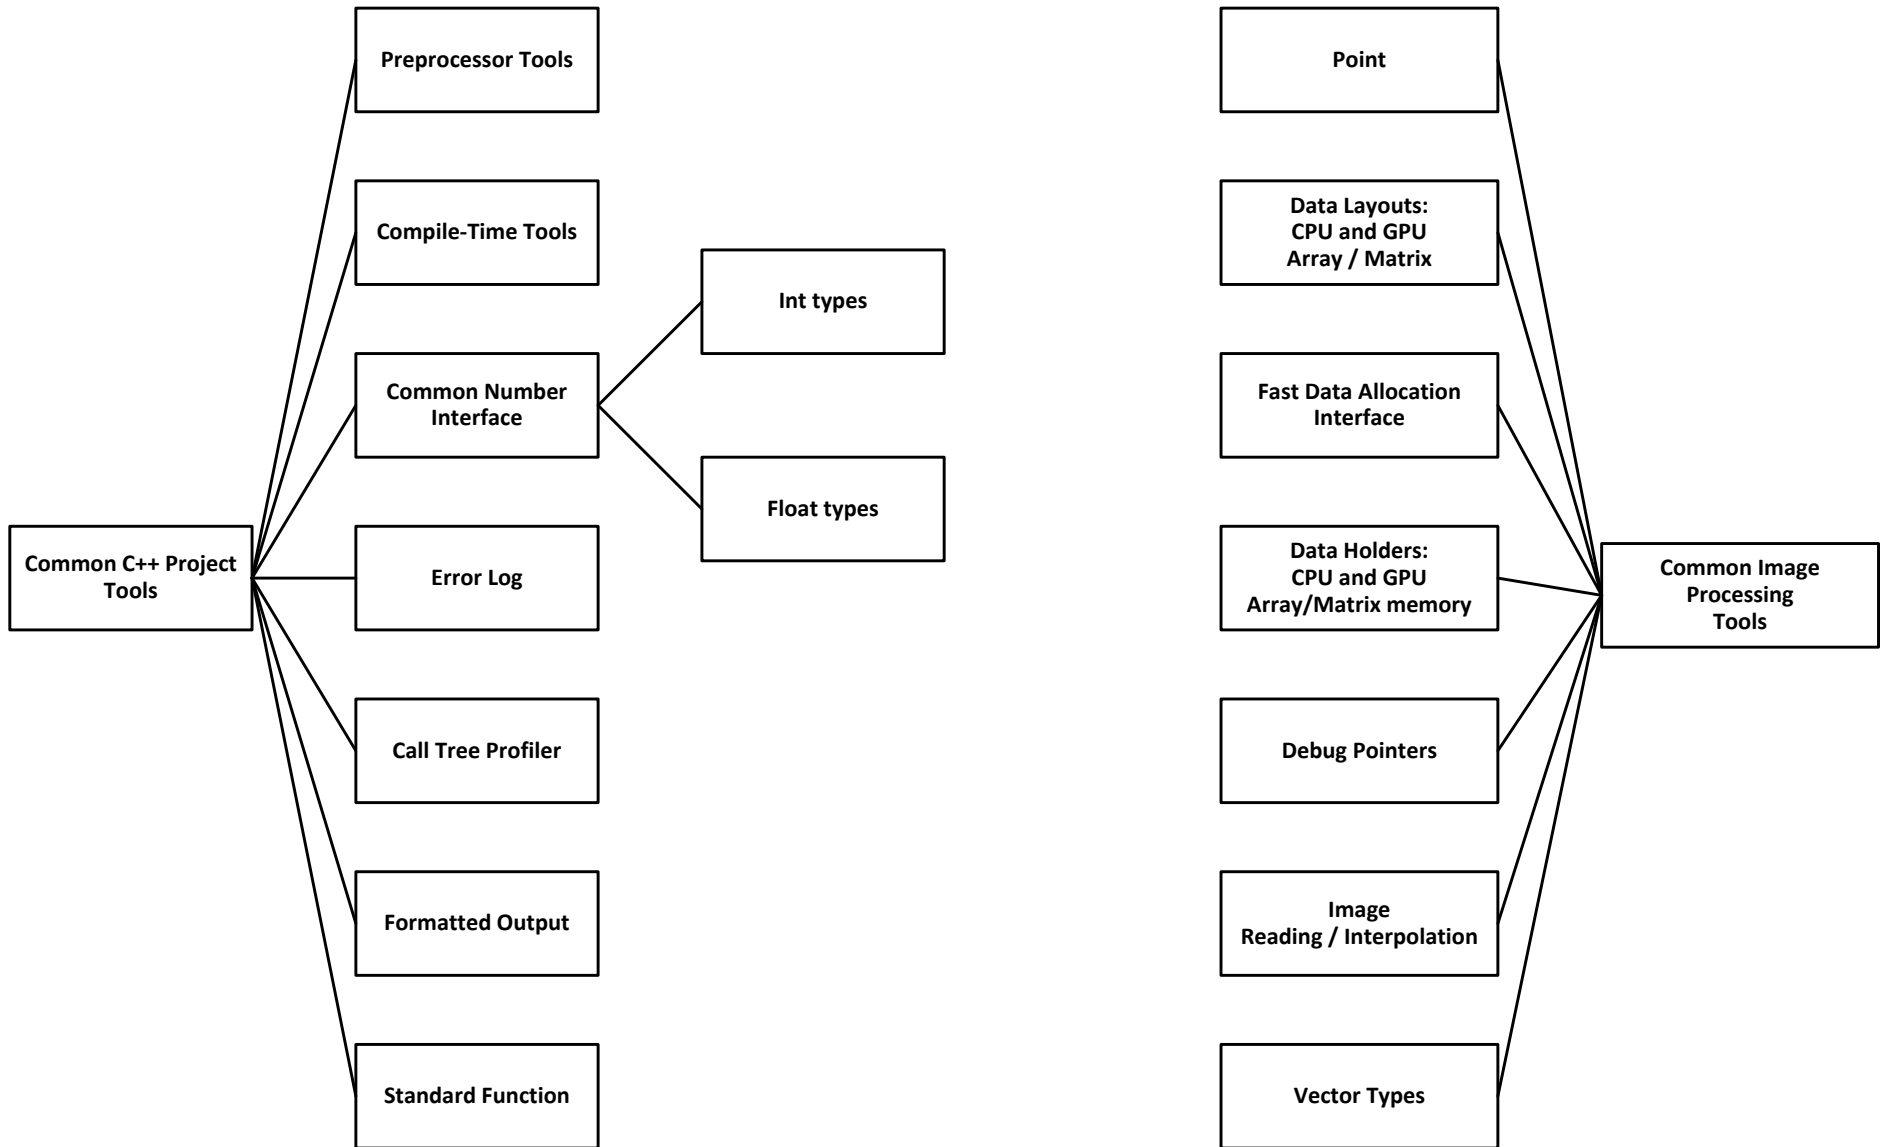 Common C++ Project
Tools
Preprocessor Tools
Compile-Time Tools
Common Number
Interface
Int types
Float types
Error Log
Call Tree Profiler
Formatted Output
Standard Function
Point
Data Layouts:
CPU and GPU
Array / Matrix
Fast Data Allocation
Interface
Data Holders:
CPU and GPU
Array/Matrix memory
Debug Pointers
Image
Reading / Interpolation
Vector Types
Common Image
Processing
Tools